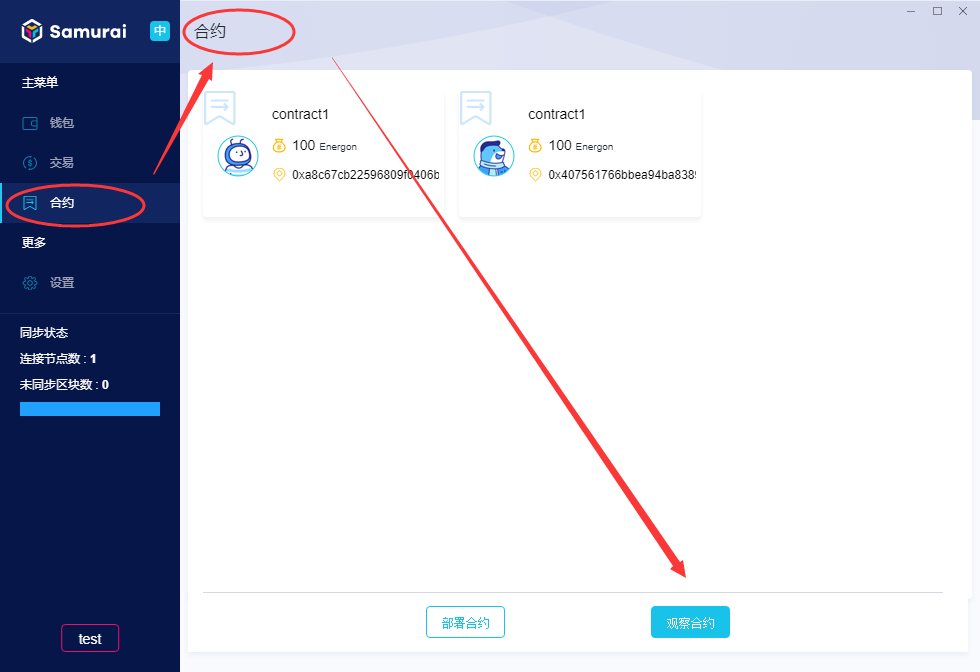 Samurai
中
主菜单
钱包
交易
合约
更多
设置
同步状态
连接节点数 : 1
未同步区块数 : 0
test
合约
contract1
100 Energon
0xa8c67cb22596809f0406b
contract1
100 Energon
0x407561766bbea94ba838
部署合约
观察合约